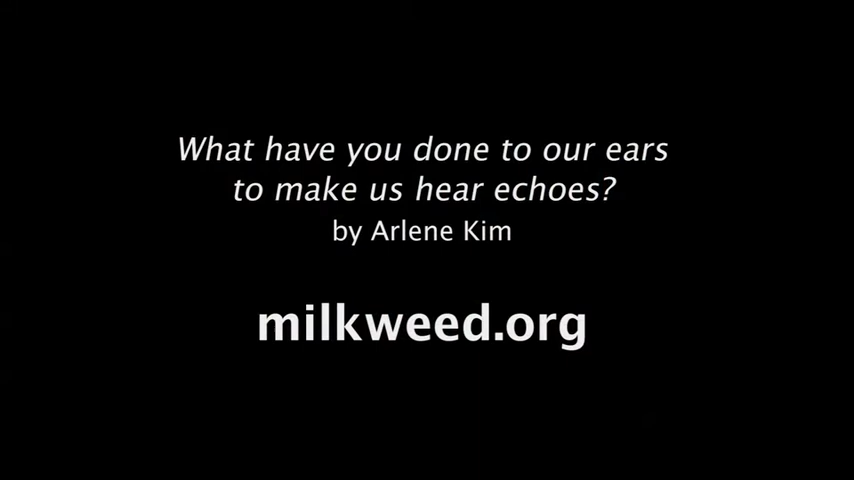 What have you done to our ears
to make us hear echoes?
by Arlene Kim
milkweed.org